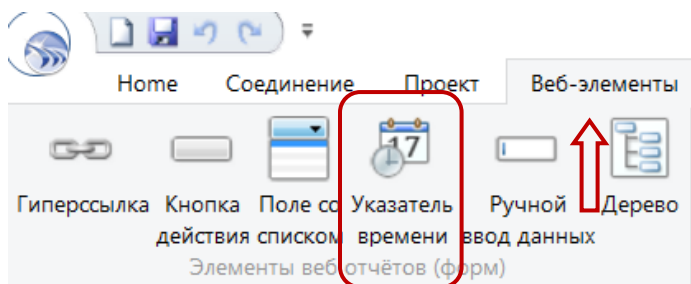 Home Соединение Проект Веб-элементы
17
Гиперссылка Кнопка Поле со Указатель Ручной Дерево
действия списком времени ввод данных
Элементы веб отчётов (форм)